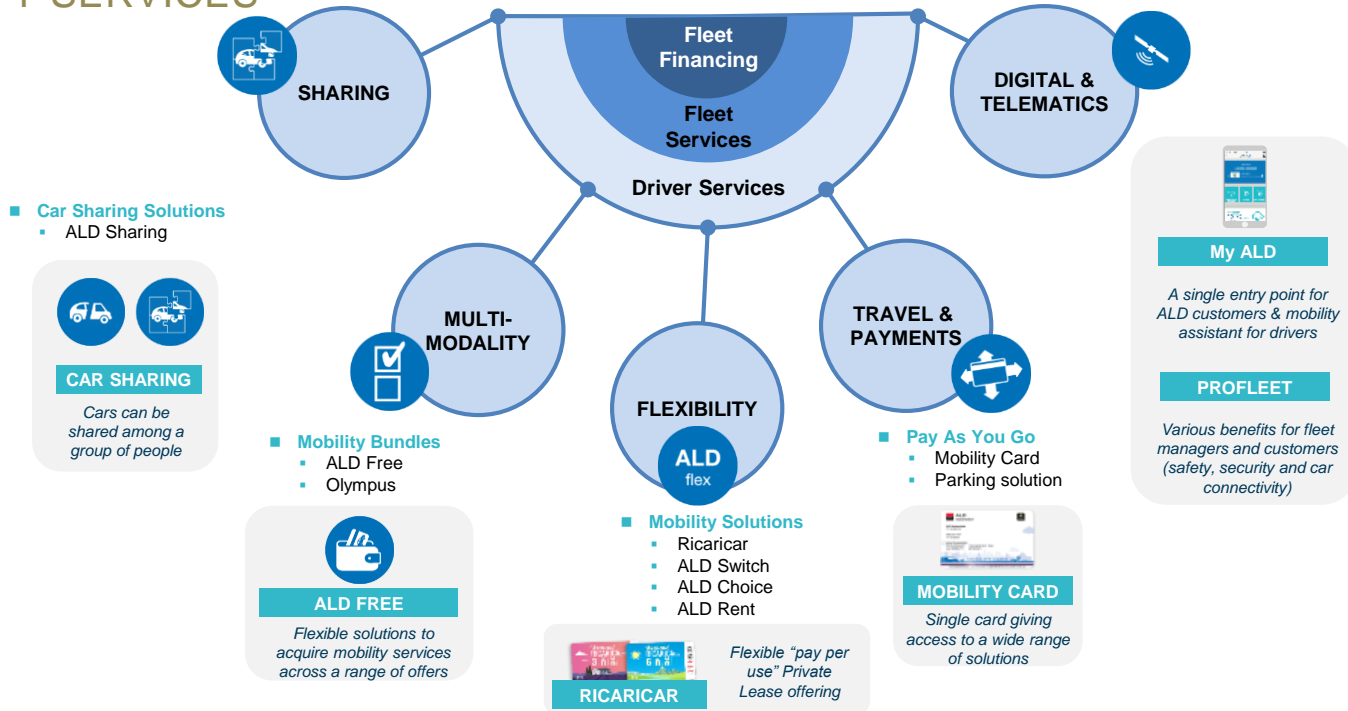 SERVICES
Fleet
Financing
Fleet
Services
Driver Services
SHARING
DIGITAL &
TELEMATICS
MULTI-
MODALITY
FLEXIBILITY
ALD
flex
TRAVEL &
PAYMENTS
■ Car Sharing Solutions
▪ ALD Sharing
CAR SHARING
Cars can be
shared among a
group of people
■ Mobility Bundles
▪ ALD Free
▪ Olympus
ALD FREE
Flexible solutions to
acquire mobility services
across a range of offers
■ Mobility Solutions
▪ Ricaricar
▪ ALD Switch
▪ ALD Choice
▪ ALD Rent
RICARICAR
Flexible “pay per
use” Private
Lease offering
■ Pay As You Go
▪ Mobility Card
▪ Parking solution
MOBILITY CARD
Single card giving
access to a wide range
of solutions
My ALD
A single entry point for
ALD customers & mobility
assistant for drivers
PROFLEET
Various benefits for fleet
managers and customers
(safety, security and car
connectivity)